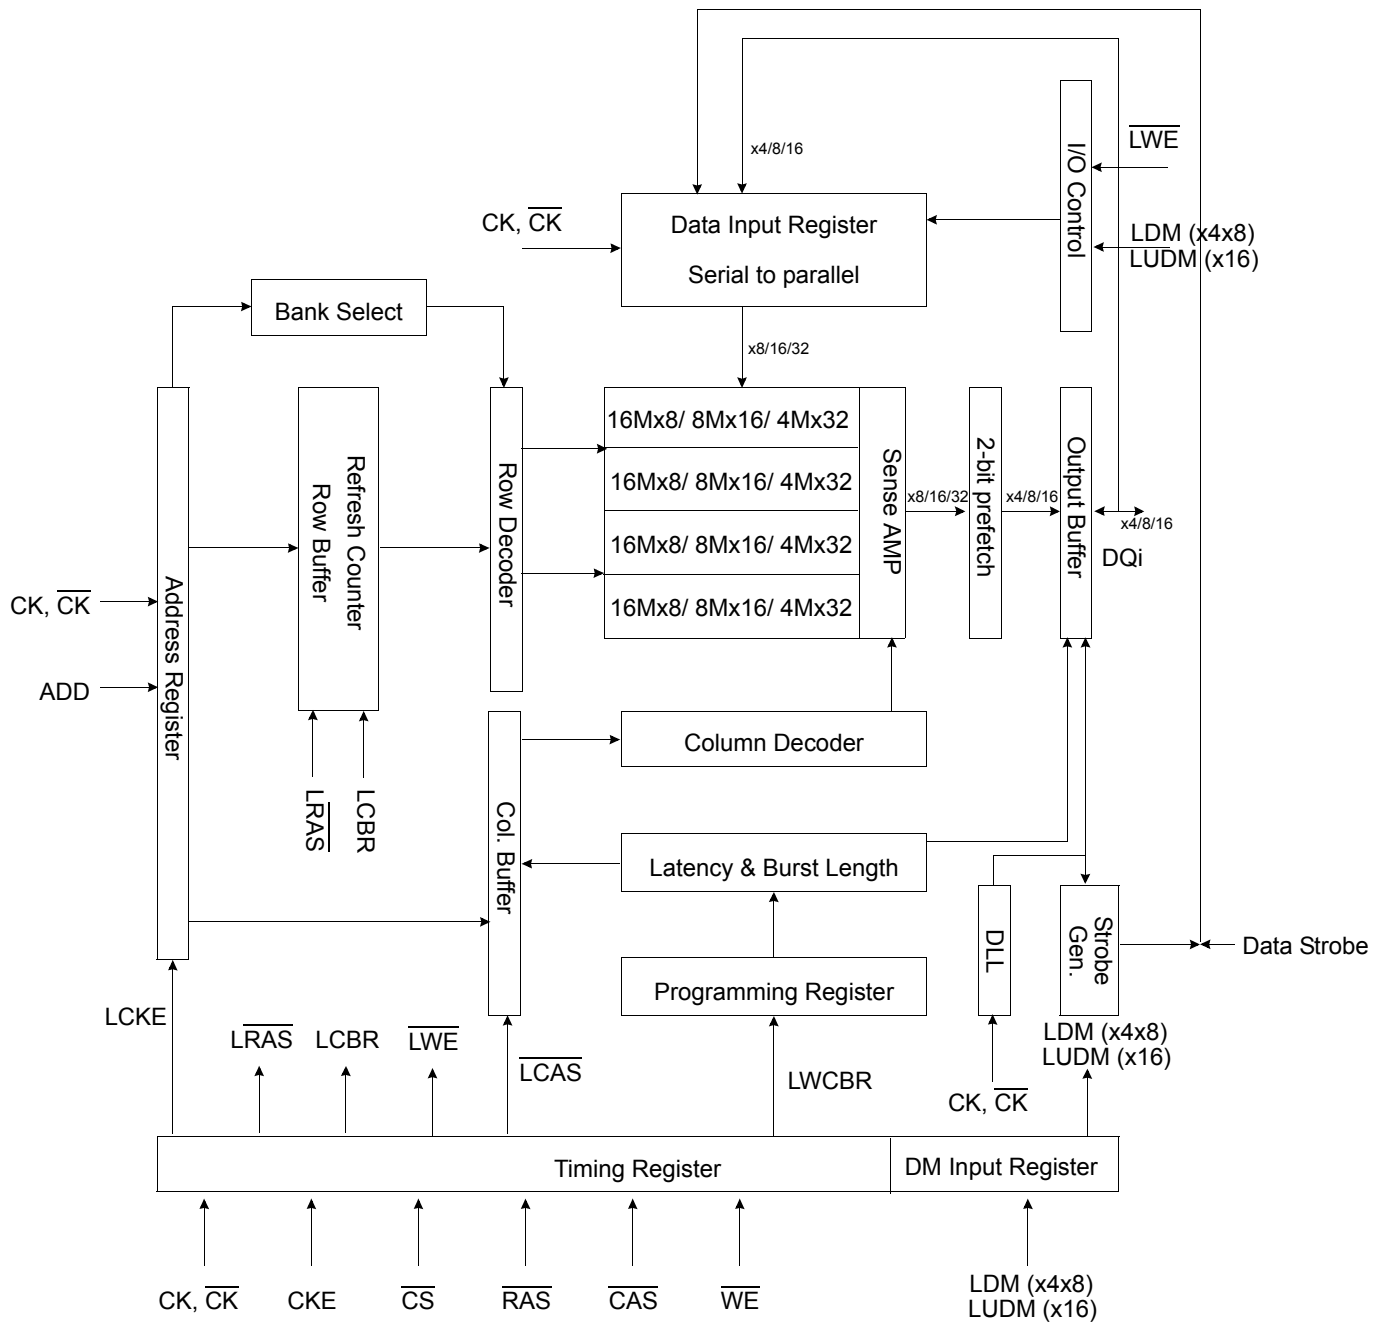 x4/8/16
LWE
I/O Control
LDM (x4x8)
LUDM (x16)
CK, CK
Data Input Register
Serial to parallel
Bank Select
x8/16/32
Address Register
Refresh Counter
Row Buffer
Row Decoder
16Mx8/ 8Mx16/ 4Mx32
16Mx8/ 8Mx16/ 4Mx32
16Mx8/ 8Mx16/ 4Mx32
16Mx8/ 8Mx16/ 4Mx32
Sense AMP
x8/16/32
2-bit prefetch
x4/8/16
Output Buffer
x4/8/16
DQi
CK, CK
ADD
LRAS
LCBR
Col. Buffer
Column Decoder
Latency & Burst Length
Programming Register
DLL
Strobe
Gen.
Data Strobe
LCKE
LRAS
LCBR
LWE
LCAS
LWCBR
CK, CK
LDM (x4x8)
LUDM (x16)
Timing Register
DM Input Register
CK, CK
CKE
CS
RAS
CAS
WE
LDM (x4x8)
LUDM (x16)